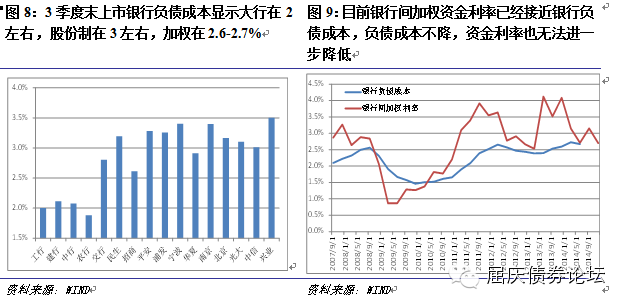 图 8：3 季度末上市银行负债成本显示大行在 2
左右，股份制在 3 左右，加权在 2.6-2.7%
4.0%
3.5%
3.0%
2.5%
2.0%
1.5%
工行 建行 中行 农行 交行 民生 招商 平安 浦发 宁波 华夏 南京 北京 光大 中信 兴业
资料来源：WIND
图 9：目前银行间加权资金利率已经接近银行负
债成本，负债成本不降，资金利率也无法进一
步降低
4.5%
4.0%
3.5%
3.0%
2.5%
2.0%
1.5%
1.0%
0.5%
0.0%
银行负债成本
银行间加权利率
2007/9/1 2008/1/1 2008/5/1 2008/9/1 2009/1/1 2009/5/1 2009/9/1 2010/1/1 2010/5/1 2010/9/1 2011/1/1 2011/5/1 2011/9/1 2012/1/1 2012/5/1 2012/9/1 2013/1/1 2013/5/1 2013/9/1 2014/1/1 2014/5/1 2014/9/1
资料来源：WIND
屈庆债券论坛